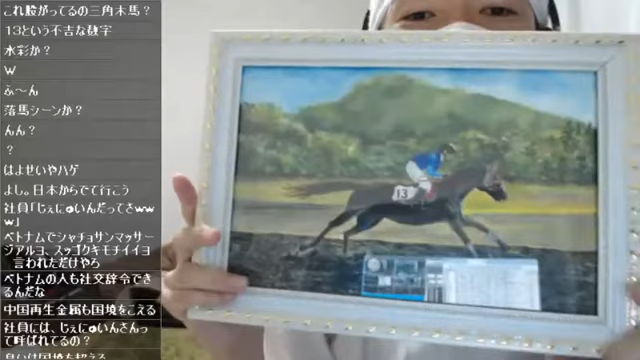 これ股がってるの三角木馬？
13という不吉な数字
水彩か？
w
ふ～ん
落馬シーンか？
んん？
？
はよせいやハゲ
よし。日本からでて行こう
社員「じぇにゅいんだってさww
w」
ベトナムでシャチョサンマッサー
ジアルヨ、スッゴクキモチイイヨ
言われただけやろ
ベトナムの人も社交辞令でき
るんだな
中国再生金属も国境をこえる
社員には、じぇにゅいんさんっ
て呼ばれてるの？
13